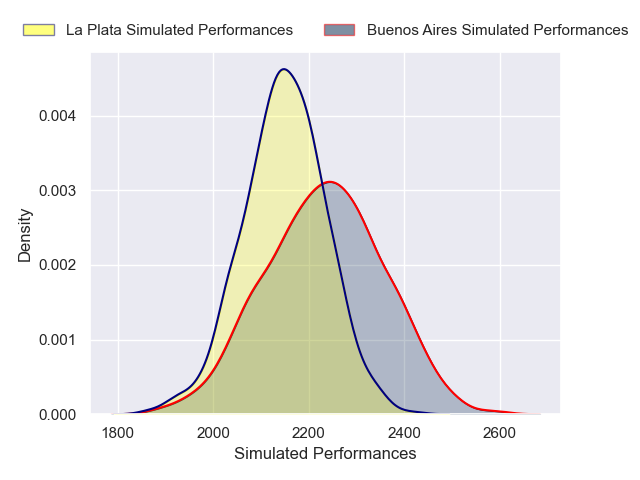 La Plata Simulated Performances
Buenos Aires Simulated Performances
0.004
0.003
0.002
0.001
0.000
Density
1800
2000
2200
2400
2600
Simulated Performances